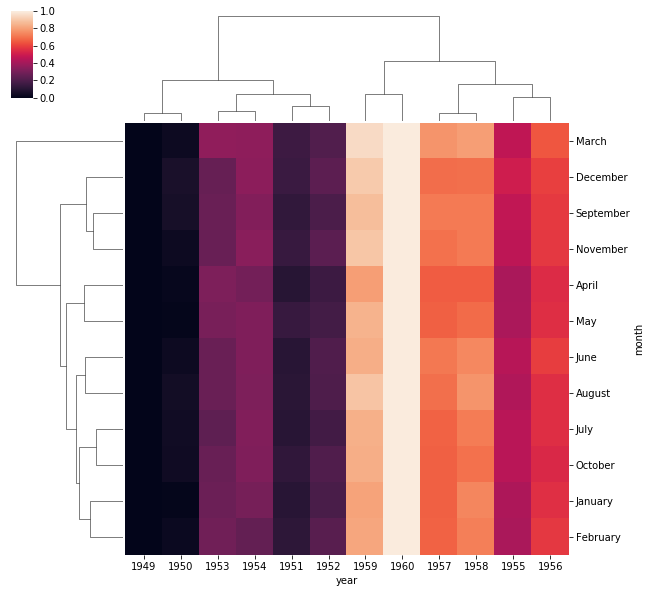 1.0
0.8
0.6
0.4
0.2
0.0
March
December
September
November
April
May
June
August
July
October
January
February
month
1949 1950 1953 1954 1951 1952 1959 1960 1957 1958 1955 1956
year